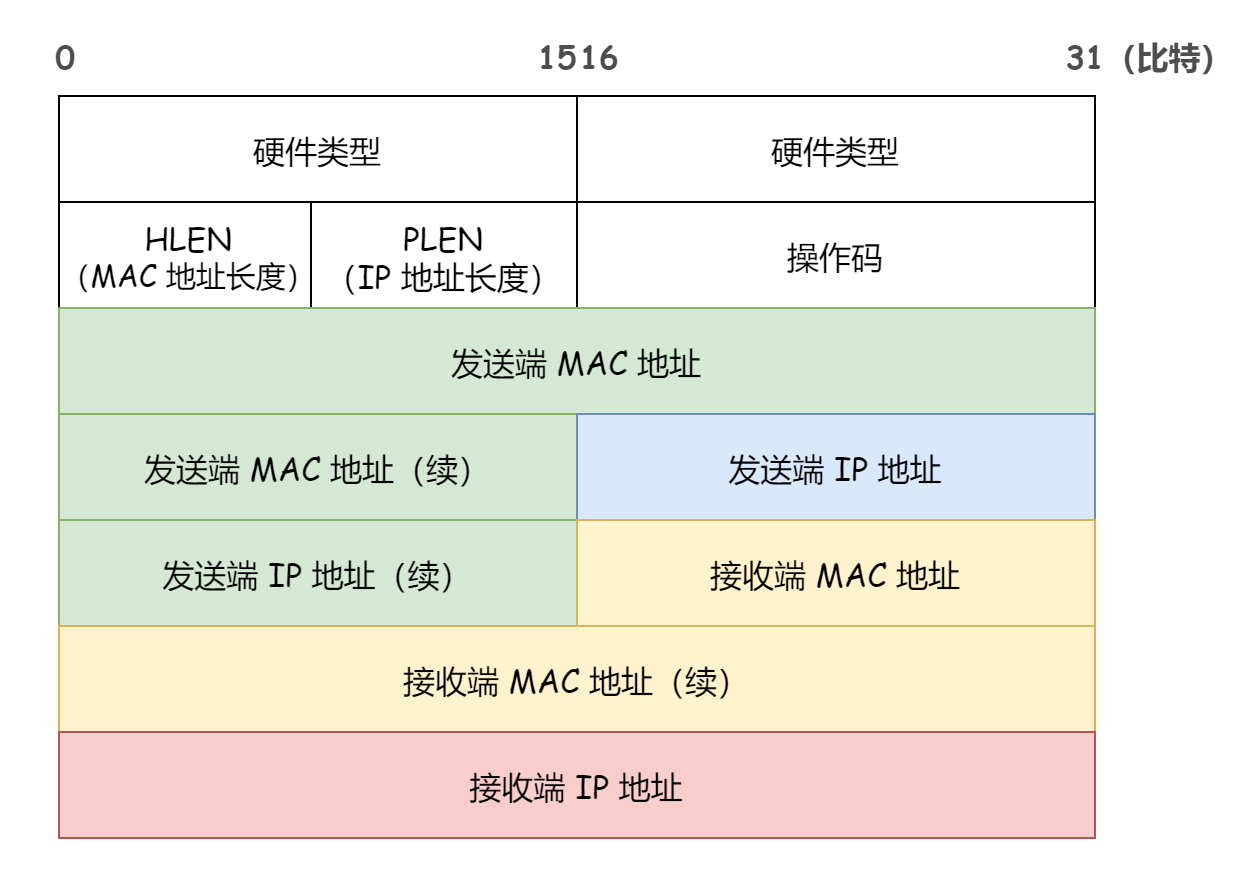 0 1516 31（比特）
硬件类型 硬件类型
HLEN PLEN
（MAC 地址长度） （IP 地址长度） 操作码
发送端 MAC 地址
发送端 MAC 地址（续） 发送端 IP 地址
发送端 IP 地址（续） 接收端 MAC 地址
接收端 MAC 地址（续）
接收端 IP 地址